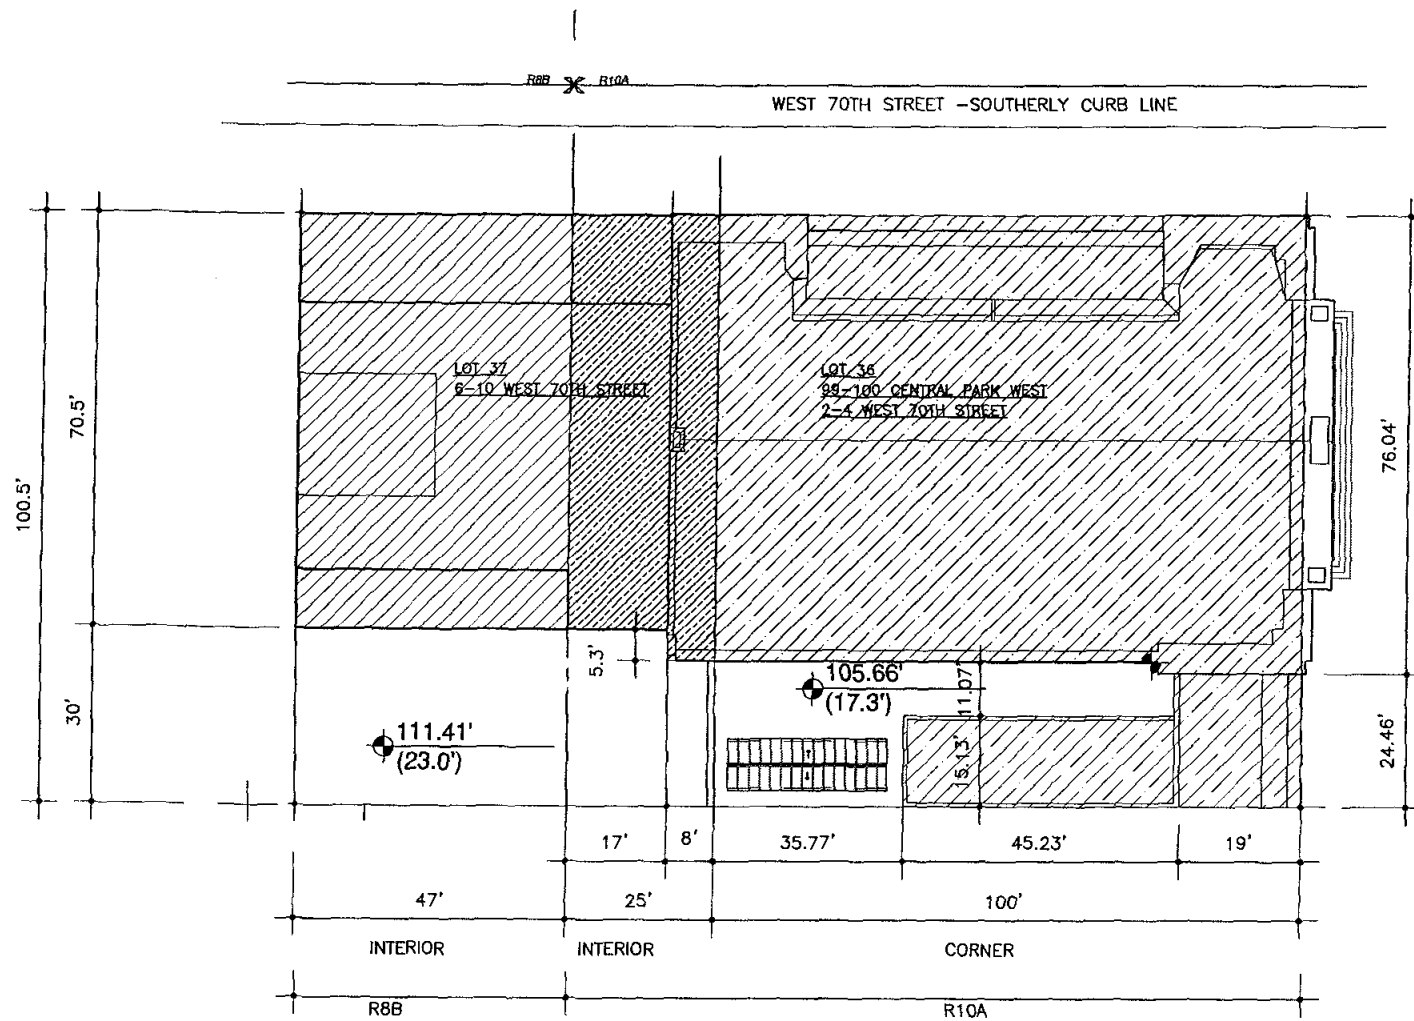 R8B R10A
WEST 70TH STREET -SOUTHERLY CURB LINE
LOT 37
6-10 WEST 70TH STREET
LOT 36
99-100 CENTRAL PARK WEST
2-4 WEST 70TH STREET
70.5'
100.5'
76.04'
5.3'
105.66'
(17.3')
11.07'
30'
111.41'
(23.0')
15.13'
24.46'
17' 8' 35.77' 45.23' 19'
47' 25' 100'
INTERIOR INTERIOR CORNER
R8B R10A